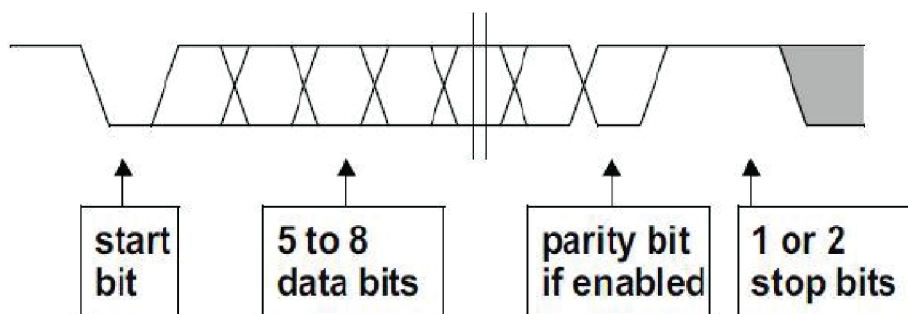 start
bit
5 to 8
data bits
parity bit
if enabled
1 or 2
stop bits